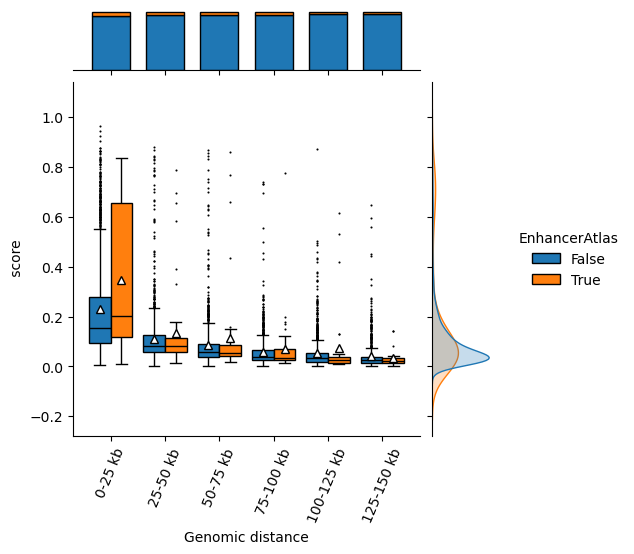 1.0
0.8
0.6
0.4
0.2
0.0
−0.2
score
EnhancerAtlas
False
True
0-25 kb
25-50 kb
50-75 kb
75-100 kb
100-125 kb
125-150 kb
Genomic distance